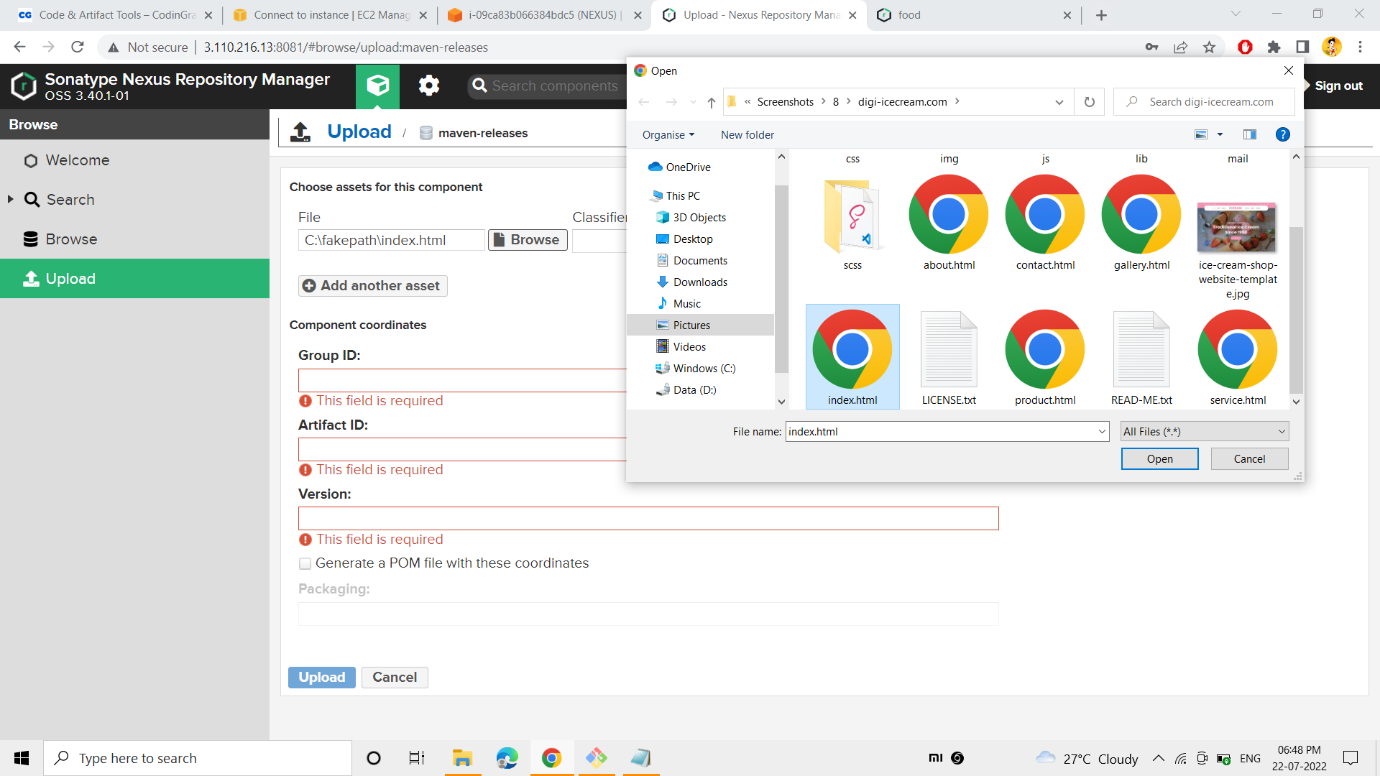 Code & Artifact Tools – CodinGra
Connect to instance | EC2 Manag
i-09ca83b066384bdc5 (NEXUS) |
Upload - Nexus Repository Mana
food
Not secure | 3.110.216.13:8081/#browse/upload:maven-releases
Sonatype Nexus Repository Manager
OSS 3.40.1-01
Search components
Sign out
Browse
Welcome
Search
Browse
Upload
Upload / maven-releases
Choose assets for this component
File
Classifier
C:\fakepath\index.html
Browse
Add another asset
Component coordinates
Group ID:
This field is required
Artifact ID:
This field is required
Version:
This field is required
Generate a POM file with these coordinates
Packaging:
Upload
Cancel
Open
« Screenshots › 8 › digi-icecream.com ›
Search digi-icecream.com
Organise
New folder
OneDrive
This PC
3D Objects
Desktop
Documents
Downloads
Music
Pictures
Videos
Windows (C:)
Data (D:)
css
img
js
lib
mail
scss
about.html
contact.html
gallery.html
ice-cream-shop-
website-templat
e.jpg
index.html
LICENSE.txt
product.html
READ-ME.txt
service.html
File name:
index.html
All Files (*.*)
Open
Cancel
Type here to search
27°C Cloudy
ENG
06:48 PM
22-07-2022